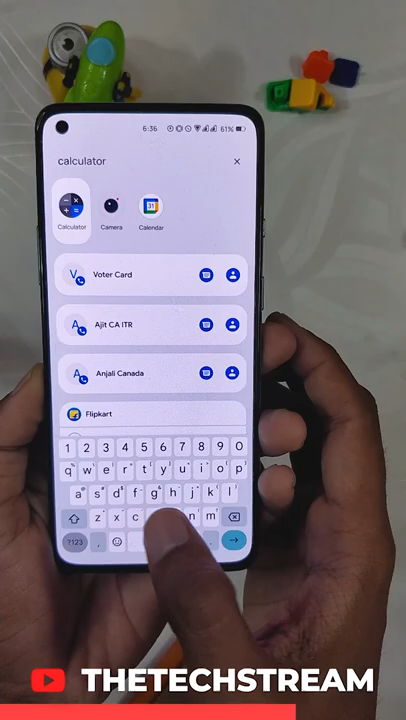 6:36 61%
calculator
Calculator Camera Calendar
31
V Voter Card
A Ajit CA ITR
A Anjali Canada
Flipkart
1 2 3 4 5 6 7 8 9 0
q w e r t y u i o p
a s d f g h j k l
z x c n m
?123 , .
THETECHSTREAM